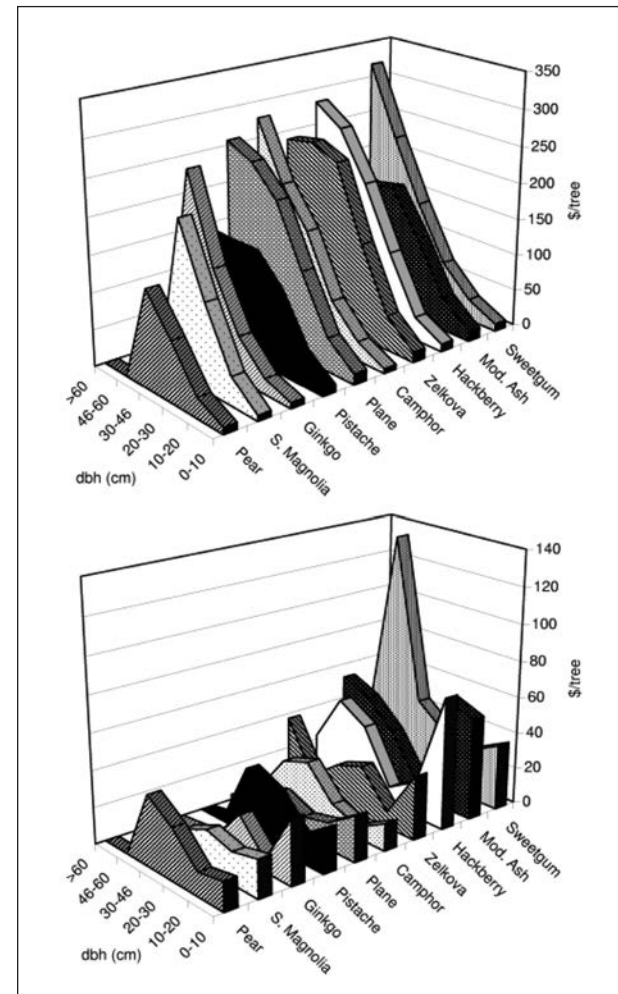 350
300
250
200
150
100
50
0
$/tree
>60
46-60
30-46
20-30
10-20
0-10
dbh (cm)
Pear
S. Magnolia
Ginkgo
Pistache
Plane
Camphor
Zelkova
Hackberry
Mod. Ash
Sweetgum
140
120
100
80
60
40
20
0
$/tree
>60
46-60
30-46
20-30
10-20
0-10
dbh (cm)
Pear
S. Magnolia
Ginkgo
Pistache
Plane
Camphor
Zelkova
Hackberry
Mod. Ash
Sweetgum